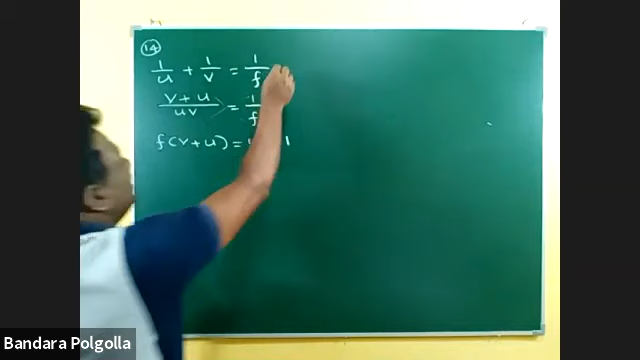 14
1/u + 1/v = 1/f
v + u/uv = 1/f
f(v+u) =
Bandara Polgolla